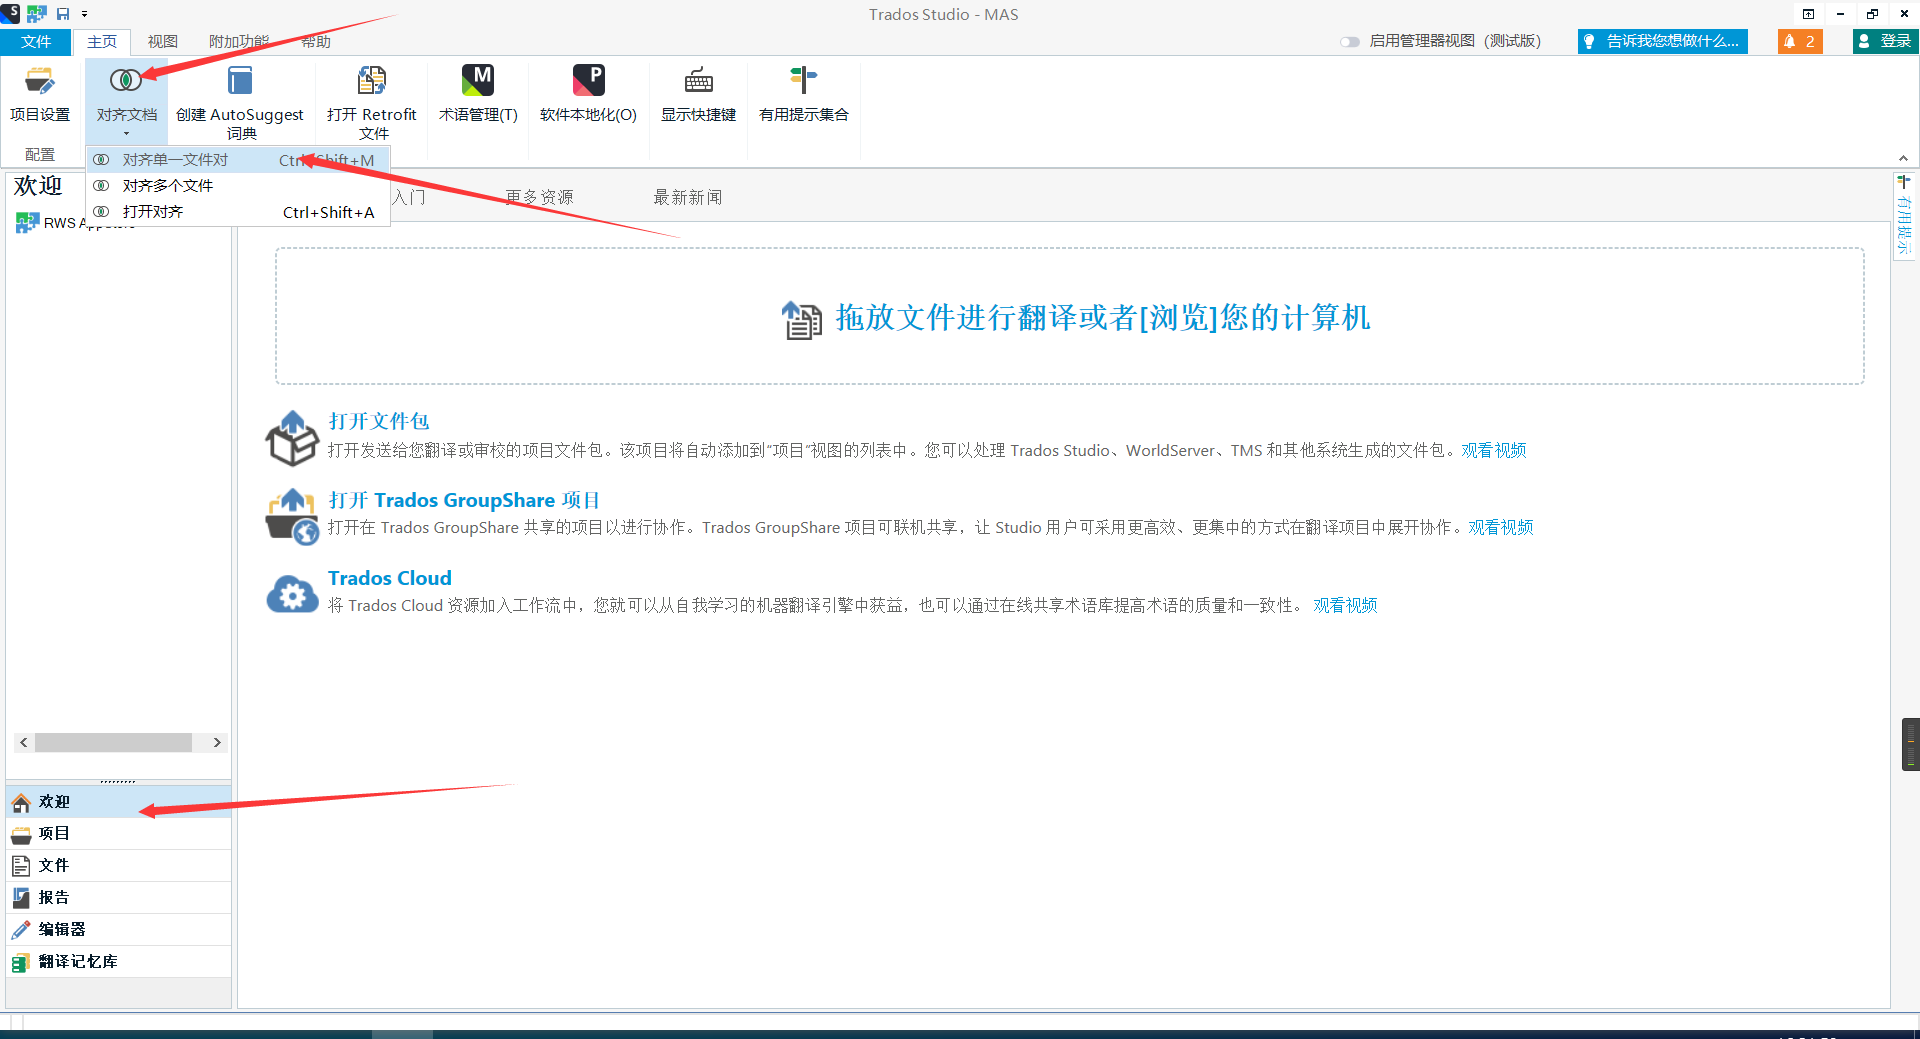 Trados Studio - MAS
文件 主页 视图 附加功能 帮助 启用管理器视图 (测试版) 告诉我您想做什么... 2 登录
项目设置
对齐文档
创建 AutoSuggest
词典
打开 Retrofit
文件
术语管理(T)
软件本地化(O)
显示快捷键
有用提示集合
配置
对齐单一文件对 Ctrl+Shift+M
对齐多个文件
打开对齐 Ctrl+Shift+A
欢迎
RWS
入门 更多资源 最新新闻
有用提示
拖放文件进行翻译或者[浏览]您的计算机
打开文件包
打开发送给您翻译或审校的项目文件包。该项目将自动添加到“项目”视图的列表中。您可以处理 Trados Studio、WorldServer、TMS 和其他系统生成的文件包。观看视频
打开 Trados GroupShare 项目
打开在 Trados GroupShare 共享的项目以进行协作。Trados GroupShare 项目可联机共享，让 Studio 用户可采用更高效、更集中的方式在翻译项目中展开协作。观看视频
Trados Cloud
将 Trados Cloud 资源加入工作流中，您就可以从自我学习的机器翻译引擎中获益，也可以通过在线共享术语库提高术语的质量和一致性。 观看视频
欢迎
项目
文件
报告
编辑器
翻译记忆库